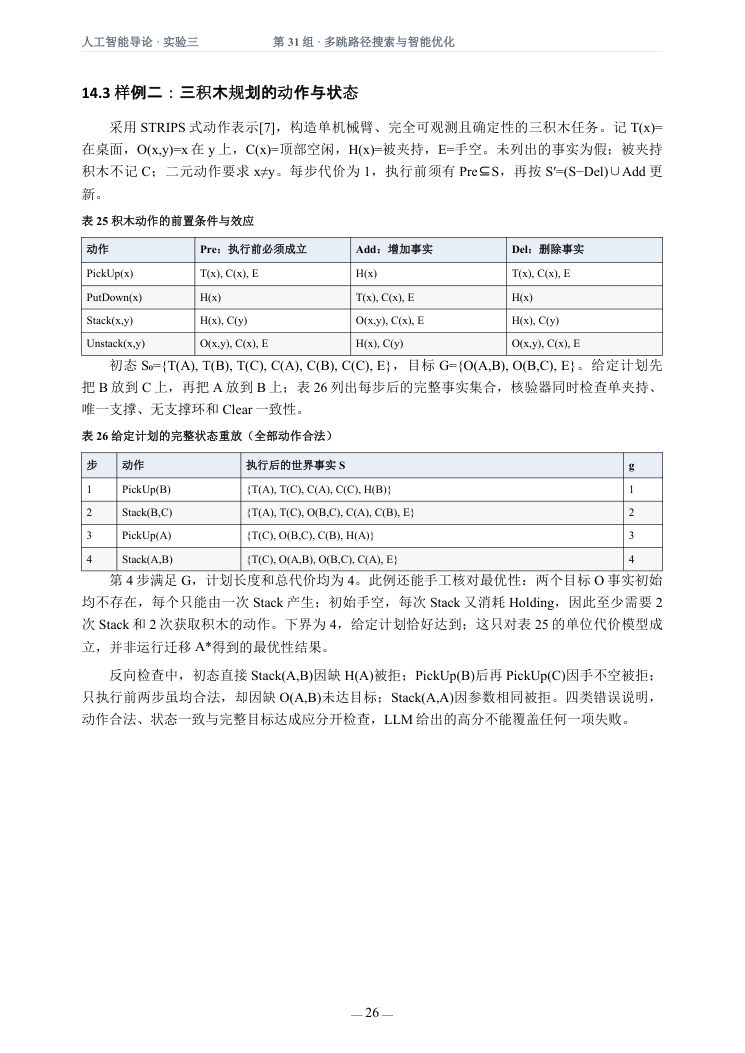 人工智能导论 · 实验三 第 31 组 · 多跳路径搜索与智能优化
14.3 样例二：三积木规划的动作与状态
采用 STRIPS 式动作表示[7]，构造单机械臂、完全可观测且确定性的三积木任务。记 T(x)=
在桌面，O(x,y)=x 在 y 上，C(x)=顶部空闲，H(x)=被夹持，E=手空。未列出的事实为假；被夹持
积木不记 C；二元动作要求 x≠y。每步代价为 1，执行前须有 Pre⊆S，再按 S′=(S−Del)∪Add 更
新。
表 25 积木动作的前置条件与效应
动作 Pre：执行前必须成立 Add：增加事实 Del：删除事实
PickUp(x) T(x), C(x), E H(x) T(x), C(x), E
PutDown(x) H(x) T(x), C(x), E H(x)
Stack(x,y) H(x), C(y) O(x,y), C(x), E H(x), C(y)
Unstack(x,y) O(x,y), C(x), E H(x), C(y) O(x,y), C(x), E
初态 S₀={T(A), T(B), T(C), C(A), C(B), C(C), E}，目标 G={O(A,B), O(B,C), E}。给定计划先
把 B 放到 C 上，再把 A 放到 B 上；表 26 列出每步后的完整事实集合，核验器同时检查单夹持、
唯一支撑、无支撑环和 Clear 一致性。
表 26 给定计划的完整状态重放（全部动作合法）
步 动作 执行后的世界事实 S g
1 PickUp(B) {T(A), T(C), C(A), C(C), H(B)} 1
2 Stack(B,C) {T(A), T(C), O(B,C), C(A), C(B), E} 2
3 PickUp(A) {T(C), O(B,C), C(B), H(A)} 3
4 Stack(A,B) {T(C), O(A,B), O(B,C), C(A), E} 4
第 4 步满足 G，计划长度和总代价均为 4。此例还能手工核对最优性：两个目标 O 事实初始
均不存在，每个只能由一次 Stack 产生；初始手空，每次 Stack 又消耗 Holding，因此至少需要 2
次 Stack 和 2 次获取积木的动作。下界为 4，给定计划恰好达到；这只对表 25 的单位代价模型成
立，并非运行迁移 A*得到的最优性结果。
反向检查中，初态直接 Stack(A,B)因缺 H(A)被拒；PickUp(B)后再 PickUp(C)因手不空被拒；
只执行前两步虽均合法，却因缺 O(A,B)未达目标；Stack(A,A)因参数相同被拒。四类错误说明，
动作合法、状态一致与完整目标达成应分开检查，LLM 给出的高分不能覆盖任何一项失败。
— 26 —